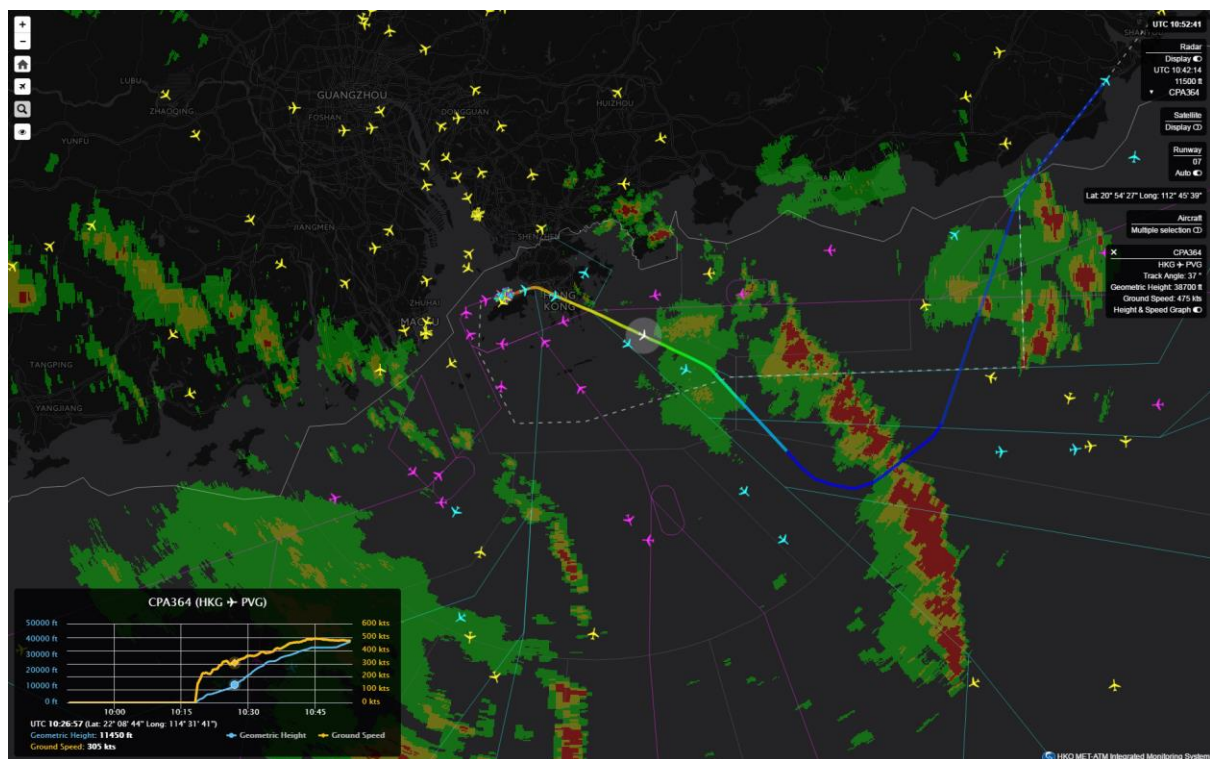 +
−
UTC 10:52:41
SHANTOU
Radar
Display
UTC 10:42:14
11500 ft
CPA364
Satellite
Display
Runway
07
Auto
Lat: 20° 54' 27" Long: 112° 45' 39"
Aircraft
Multiple selection
✕ CPA364
HKG ✈ PVG
Track Angle: 37 °
Geometric Height: 38700 ft
Ground Speed: 475 kts
Height & Speed Graph
LUBU
ZHAOQING
GUANGZHOU
FOSHAN
DONGGUAN
HUIZHOU
YUNFU
JIANGMEN
SHENZHEN
ZHUHAI
HONG
KONG
MACAU
TANGPING
YANGJIANG
CPA364 (HKG ✈ PVG)
50000 ft
40000 ft
30000 ft
20000 ft
10000 ft
0 ft
600 kts
500 kts
400 kts
300 kts
200 kts
100 kts
0 kts
10:00 10:15 10:30 10:45
UTC 10:26:57 (Lat: 22° 08' 44" Long: 114° 31' 41")
Geometric Height: 11450 ft
Ground Speed: 305 kts
Geometric Height Ground Speed
HKO MET-ATM Integrated Monitoring System